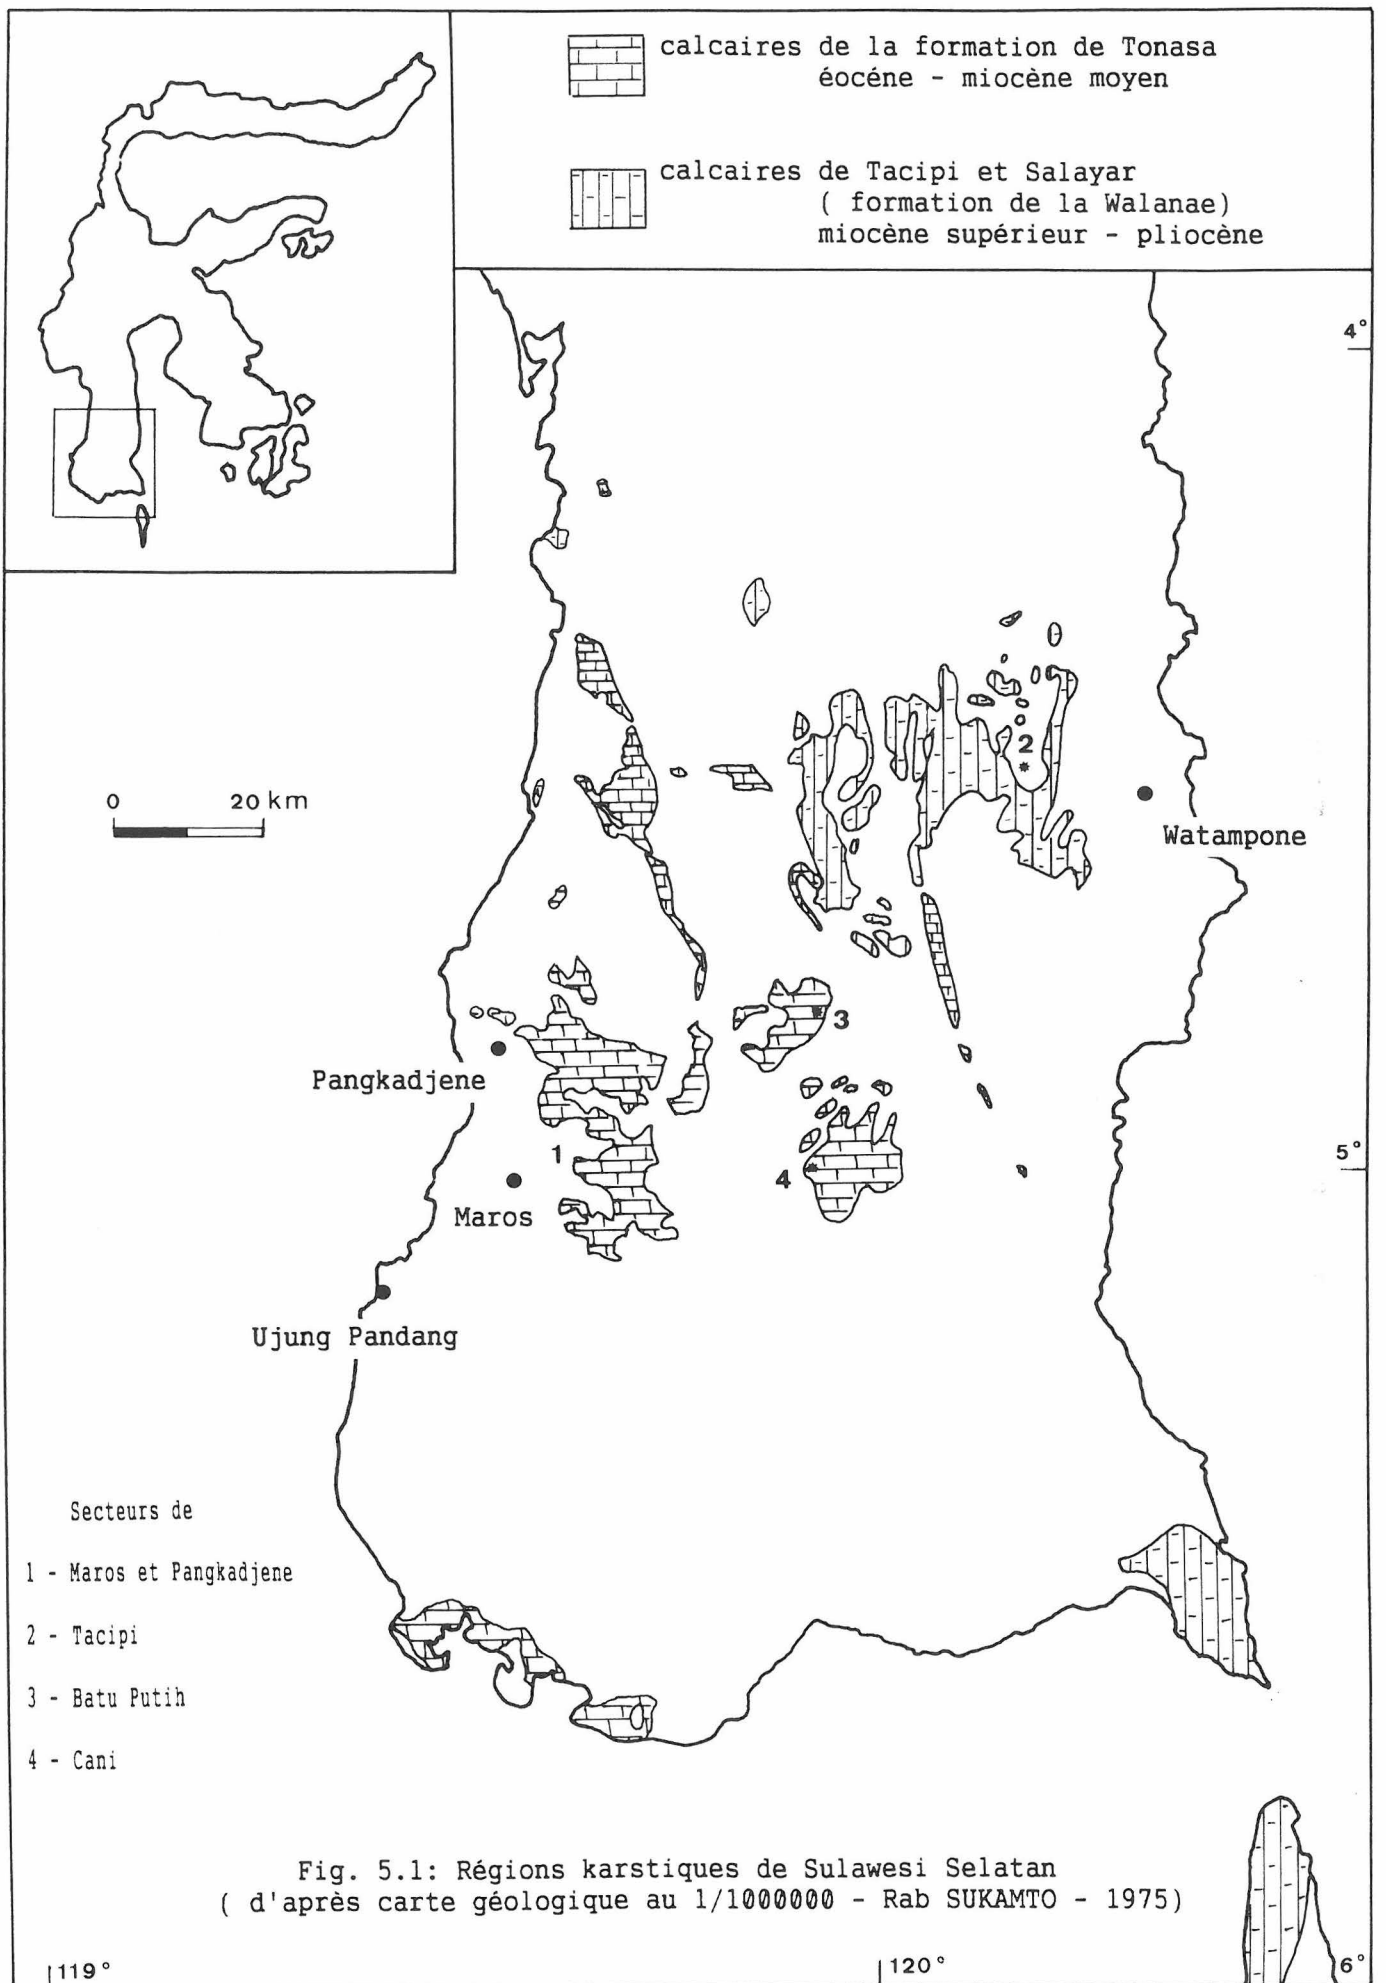 calcaires de la formation de Tonasa
éocéne - miocène moyen
calcaires de Tacipi et Salayar
( formation de la Walanae)
miocène supérieur - pliocène
4°
2
0 20 km
Watampone
3
Pangkadjene
1
5°
4
Maros
Ujung Pandang
Secteurs de
1 - Maros et Pangkadjene
2 - Tacipi
3 - Batu Putih
4 - Cani
Fig. 5.1: Régions karstiques de Sulawesi Selatan
( d'après carte géologique au 1/1000000 - Rab SUKAMTO - 1975)
119°
120°
6°